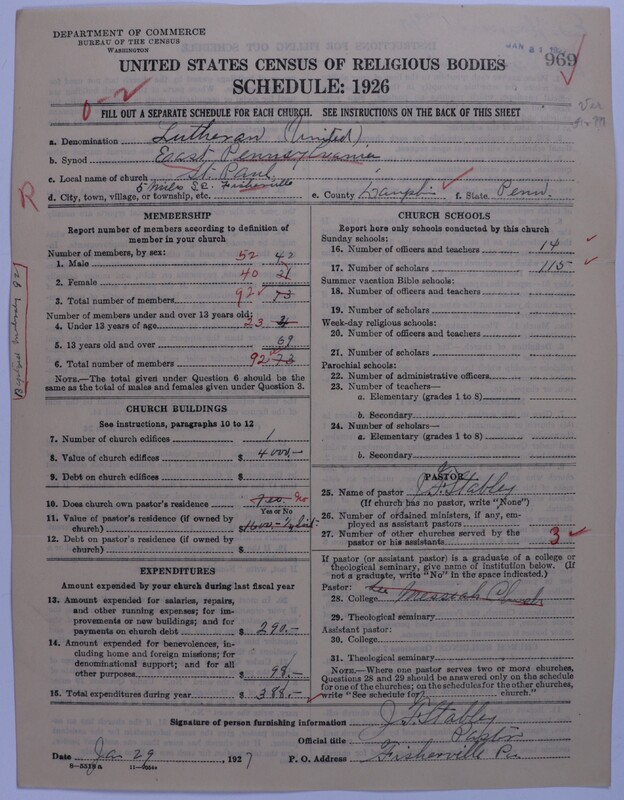 DEPARTMENT OF COMMERCE
BUREAU OF THE CENSUS
WASHINGTON
JAN 31 192
969
UNITED STATES CENSUS OF RELIGIOUS BODIES
SCHEDULE: 1926
0-2
FILL OUT A SEPARATE SCHEDULE FOR EACH CHURCH. SEE INSTRUCTIONS ON THE BACK OF THIS SHEET
a. Denomination Lutheran (United)
b. Synod East Pennsylvania
c. Local name of church St. Paul
5 miles S.E. Fisherville
d. City, town, village, or township, etc.
e. County Dauphin f. State Penn.
MEMBERSHIP
Report number of members according to definition of member in your church
Number of members, by sex:
1. Male 52 42
2. Female 40 31
3. Total number of members 92 73
Number of members under and over 13 years old:
4. Under 13 years of age 23
5. 13 years old and over 69
6. Total number of members 92 73
NOTE.—The total given under Question 6 should be the same as the total of males and females given under Question 3.
CHURCH BUILDINGS
See instructions, paragraphs 10 to 12
7. Number of church edifices 1
8. Value of church edifices $ 4000.—
9. Debt on church edifices $
10. Does church own pastor's residence Yes No
Yes or No
11. Value of pastor's residence (if owned by church) $ 1600.—
12. Debt on pastor's residence (if owned by church) $
EXPENDITURES
Amount expended by your church during last fiscal year
13. Amount expended for salaries, repairs, and other running expenses; for improvements or new buildings; and for payments on church debt $ 290.—
14. Amount expended for benevolences, including home and foreign missions; for denominational support; and for all other purposes $ 98.—
15. Total expenditures during year $ 388.—
CHURCH SCHOOLS
Report here only schools conducted by this church
Sunday schools:
16. Number of officers and teachers 14
17. Number of scholars 115
Summer vacation Bible schools:
18. Number of officers and teachers
19. Number of scholars
Week-day religious schools:
20. Number of officers and teachers
21. Number of scholars
Parochial schools:
22. Number of administrative officers
23. Number of teachers—
a. Elementary (grades 1 to 8)
b. Secondary
24. Number of scholars—
a. Elementary (grades 1 to 8)
b. Secondary
PASTOR
25. Name of pastor J. F. Stabley
(If church has no pastor, write "None")
26. Number of ordained ministers, if any, employed as assistant pastors
27. Number of other churches served by the pastor or his assistants 3
If pastor (or assistant pastor) is a graduate of a college or theological seminary, give name of institution below. (If not a graduate, write "No" in the space indicated.)
Pastor:
28. College See Messiah Church
29. Theological seminary
Assistant pastor:
30. College
31. Theological seminary
NOTE.—Where one pastor serves two or more churches, Questions 28 and 29 should be answered only on the schedule for one of the churches; on the schedules for the other churches, write "See schedule for church."
Signature of person furnishing information J. F. Stabley
Official title Pastor
Date Jan 29, 1927
P. O. Address Fisherville Pa.
8-5518a